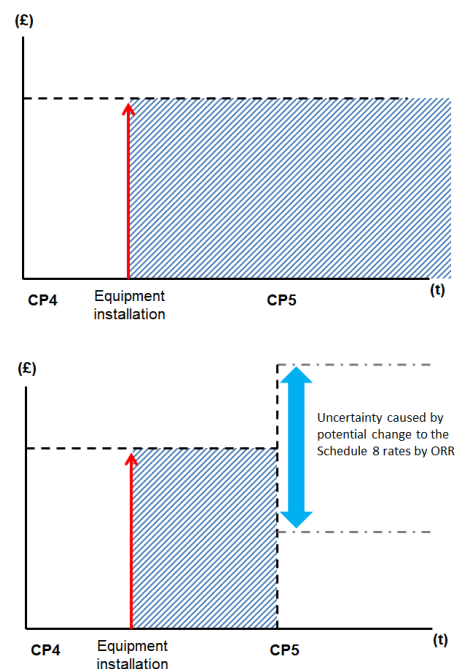 (£)
(t)
CP4
Equipment
installation
CP5
(£)
Uncertainty caused by
potential change to the
Schedule 8 rates by ORR
(t)
CP4
Equipment
installation
CP5